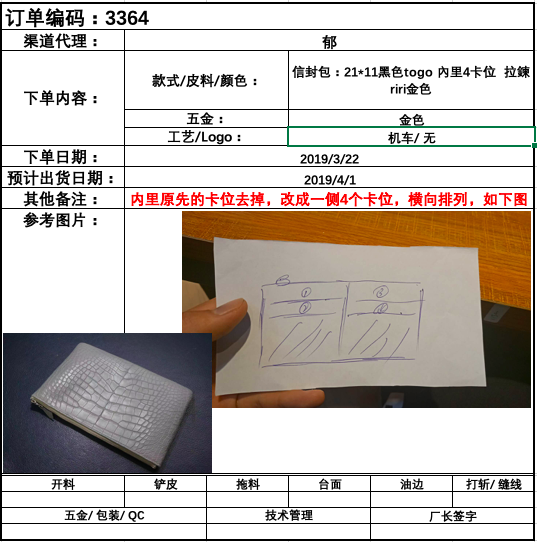 订单编码：3364
渠道代理：
郁
下单内容：
款式/皮料/颜色：
信封包：21*11黑色togo 內里4卡位 拉鍊
riri金色
五金：
金色
工艺/Logo：
机车/ 无
下单日期：
2019/3/22
预计出货日期：
2019/4/1
其他备注：
内里原先的卡位去掉，改成一侧4个卡位，横向排列，如下图
参考图片：
① ③
② ④
开料 铲皮 拖料 台面 油边 打斩/ 缝线
五金/ 包装/ QC 技术管理 厂长签字